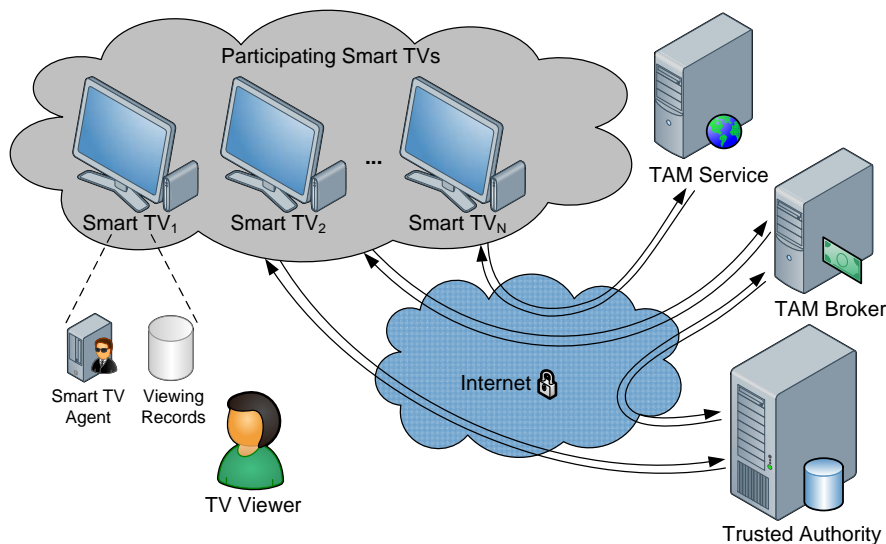 Participating Smart TVs
...
Smart TV1
Smart TV2
Smart TVN
TAM Service
TAM Broker
Smart TV
Agent
Viewing
Records
Internet
TV Viewer
Trusted Authority